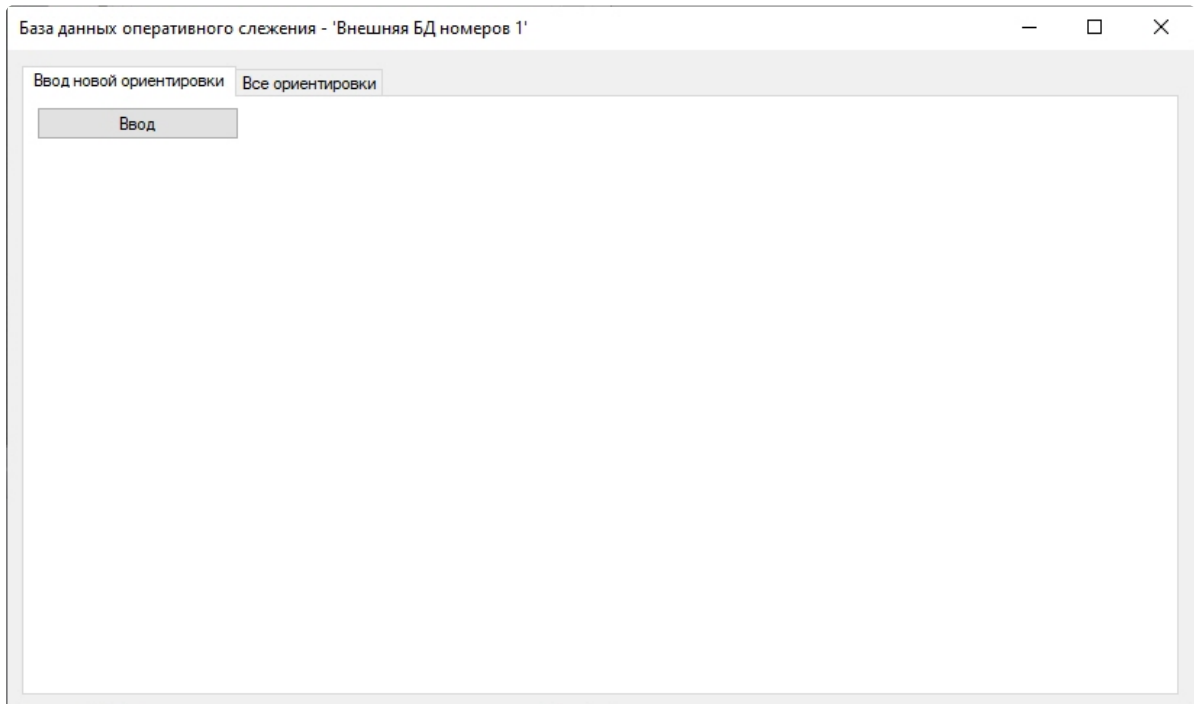 База данных оперативного слежения - 'Внешняя БД номеров 1'
Ввод новой ориентировки
Все ориентировки
Ввод